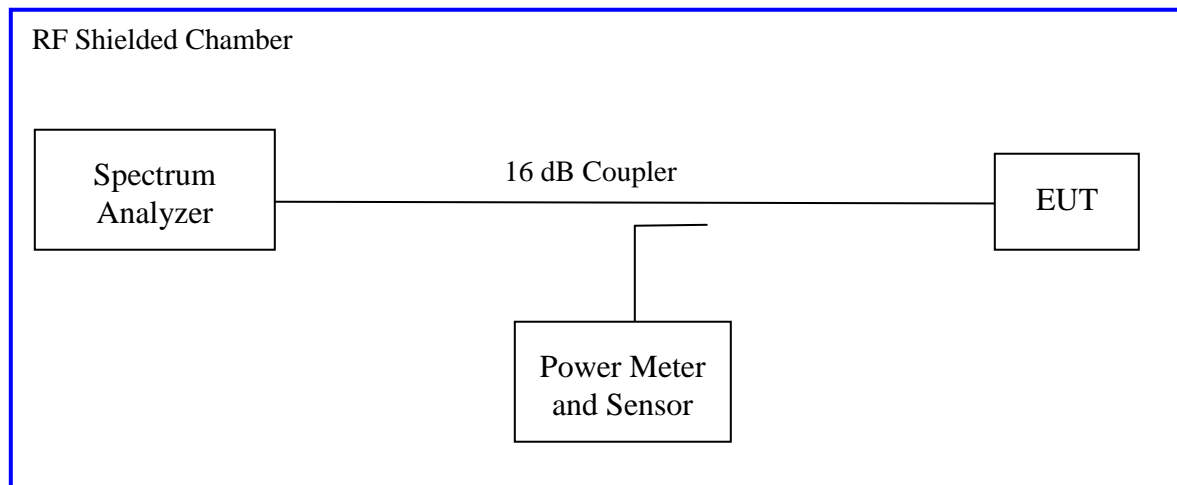 RF Shielded Chamber
Spectrum
Analyzer
16 dB Coupler
EUT
Power Meter
and Sensor